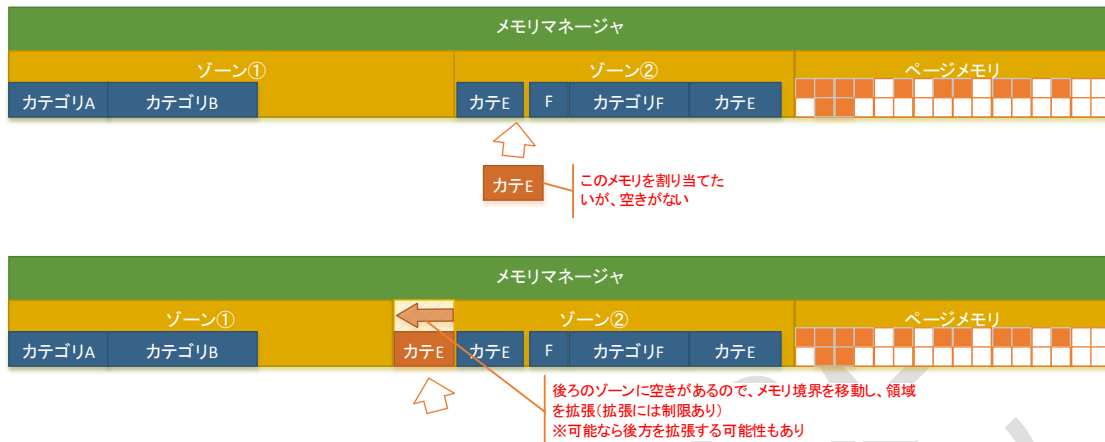 メモリマネージャ
ゾーン① ゾーン② ページメモリ
カテゴリA カテゴリB カテE F カテゴリF カテE
カテE
このメモリを割り当てた
いが、空きがない
メモリマネージャ
ゾーン① ゾーン② ページメモリ
カテゴリA カテゴリB カテE カテE F カテゴリF カテE
後ろのゾーンに空きがあるので、メモリ境界を移動し、領域
を拡張(拡張には制限あり)
※可能なら後方を拡張する可能性もあり